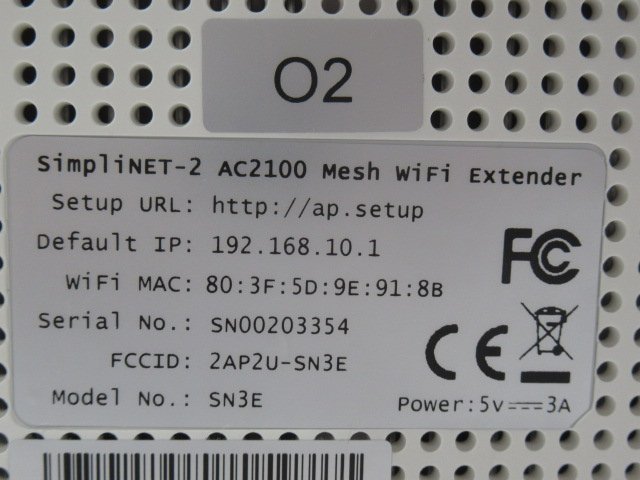 O2
SimpliNET-2 AC2100 Mesh WiFi Extender
Setup URL: http://ap.setup
Default IP: 192.168.10.1
FC
WiFi MAC: 80:3F:5D:9E:91:8B
Serial No.: SN00203354
CE
FCCID: 2AP2U-SN3E
Model No.: SN3E
Power:5v⎓3A